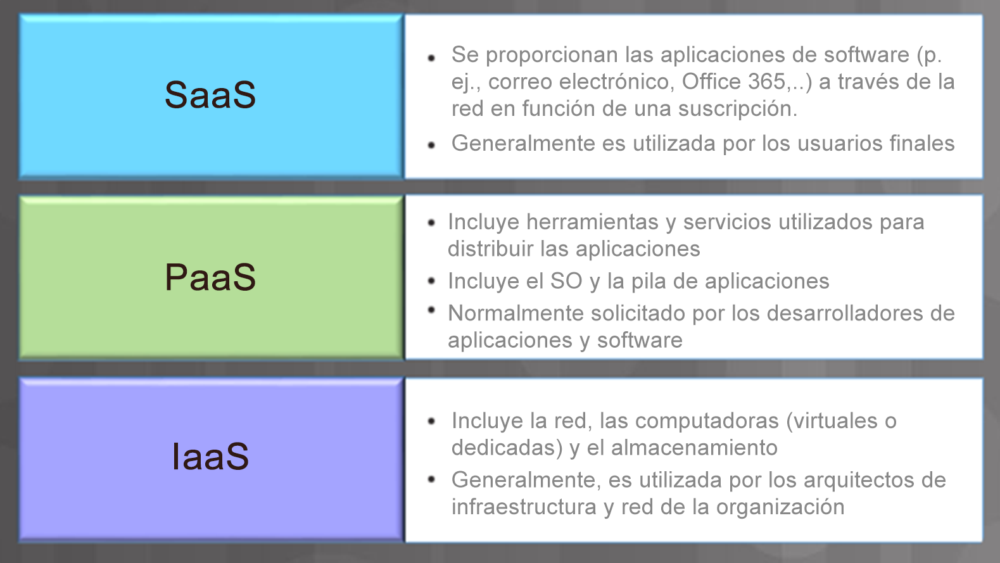 SaaS
• Se proporcionan las aplicaciones de software (p.
ej., correo electrónico, Office 365,..) a través de la
red en función de una suscripción.
• Generalmente es utilizada por los usuarios finales
PaaS
• Incluye herramientas y servicios utilizados para
distribuir las aplicaciones
• Incluye el SO y la pila de aplicaciones
• Normalmente solicitado por los desarrolladores de
aplicaciones y software
IaaS
• Incluye la red, las computadoras (virtuales o
dedicadas) y el almacenamiento
• Generalmente, es utilizada por los arquitectos de
infraestructura y red de la organización